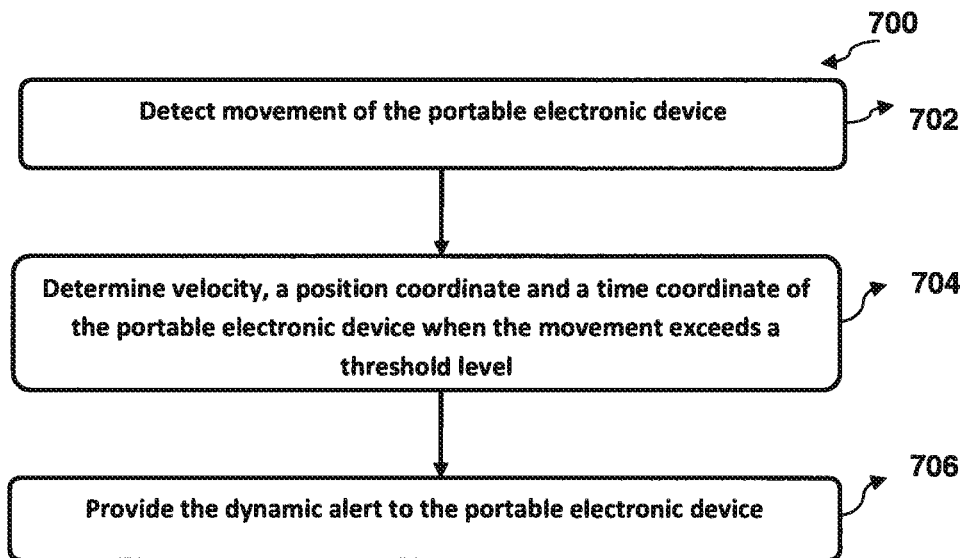 700
Detect movement of the portable electronic device
702
Determine velocity, a position coordinate and a time coordinate of
the portable electronic device when the movement exceeds a
threshold level
704
Provide the dynamic alert to the portable electronic device
706